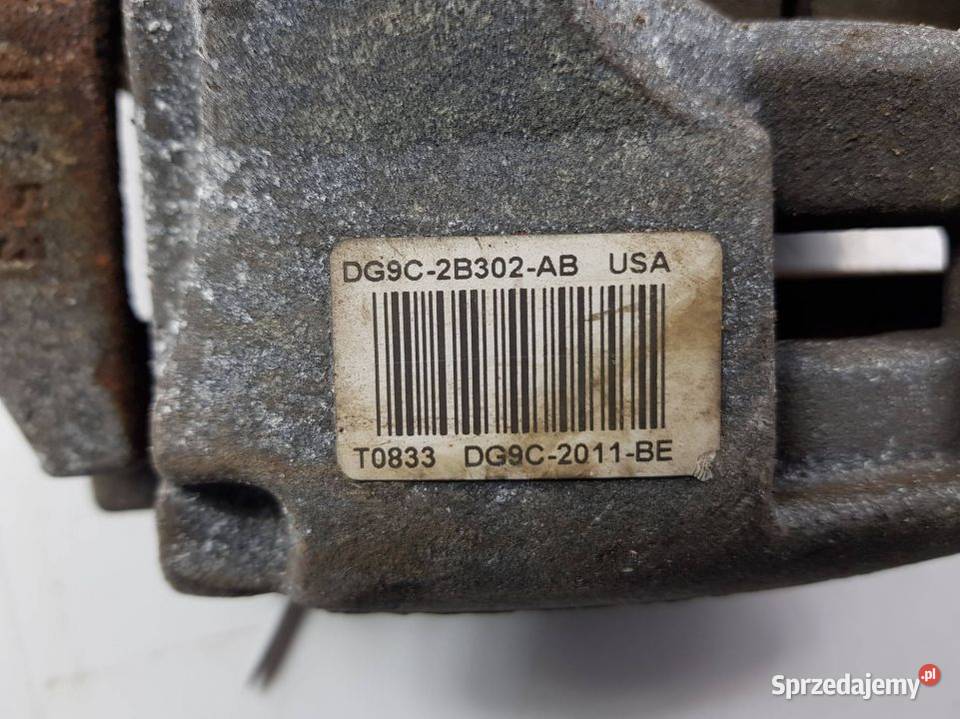 DG9C-2B302-AB USA
T0833 DG9C-2011-BE
Sprzedajemy.pl